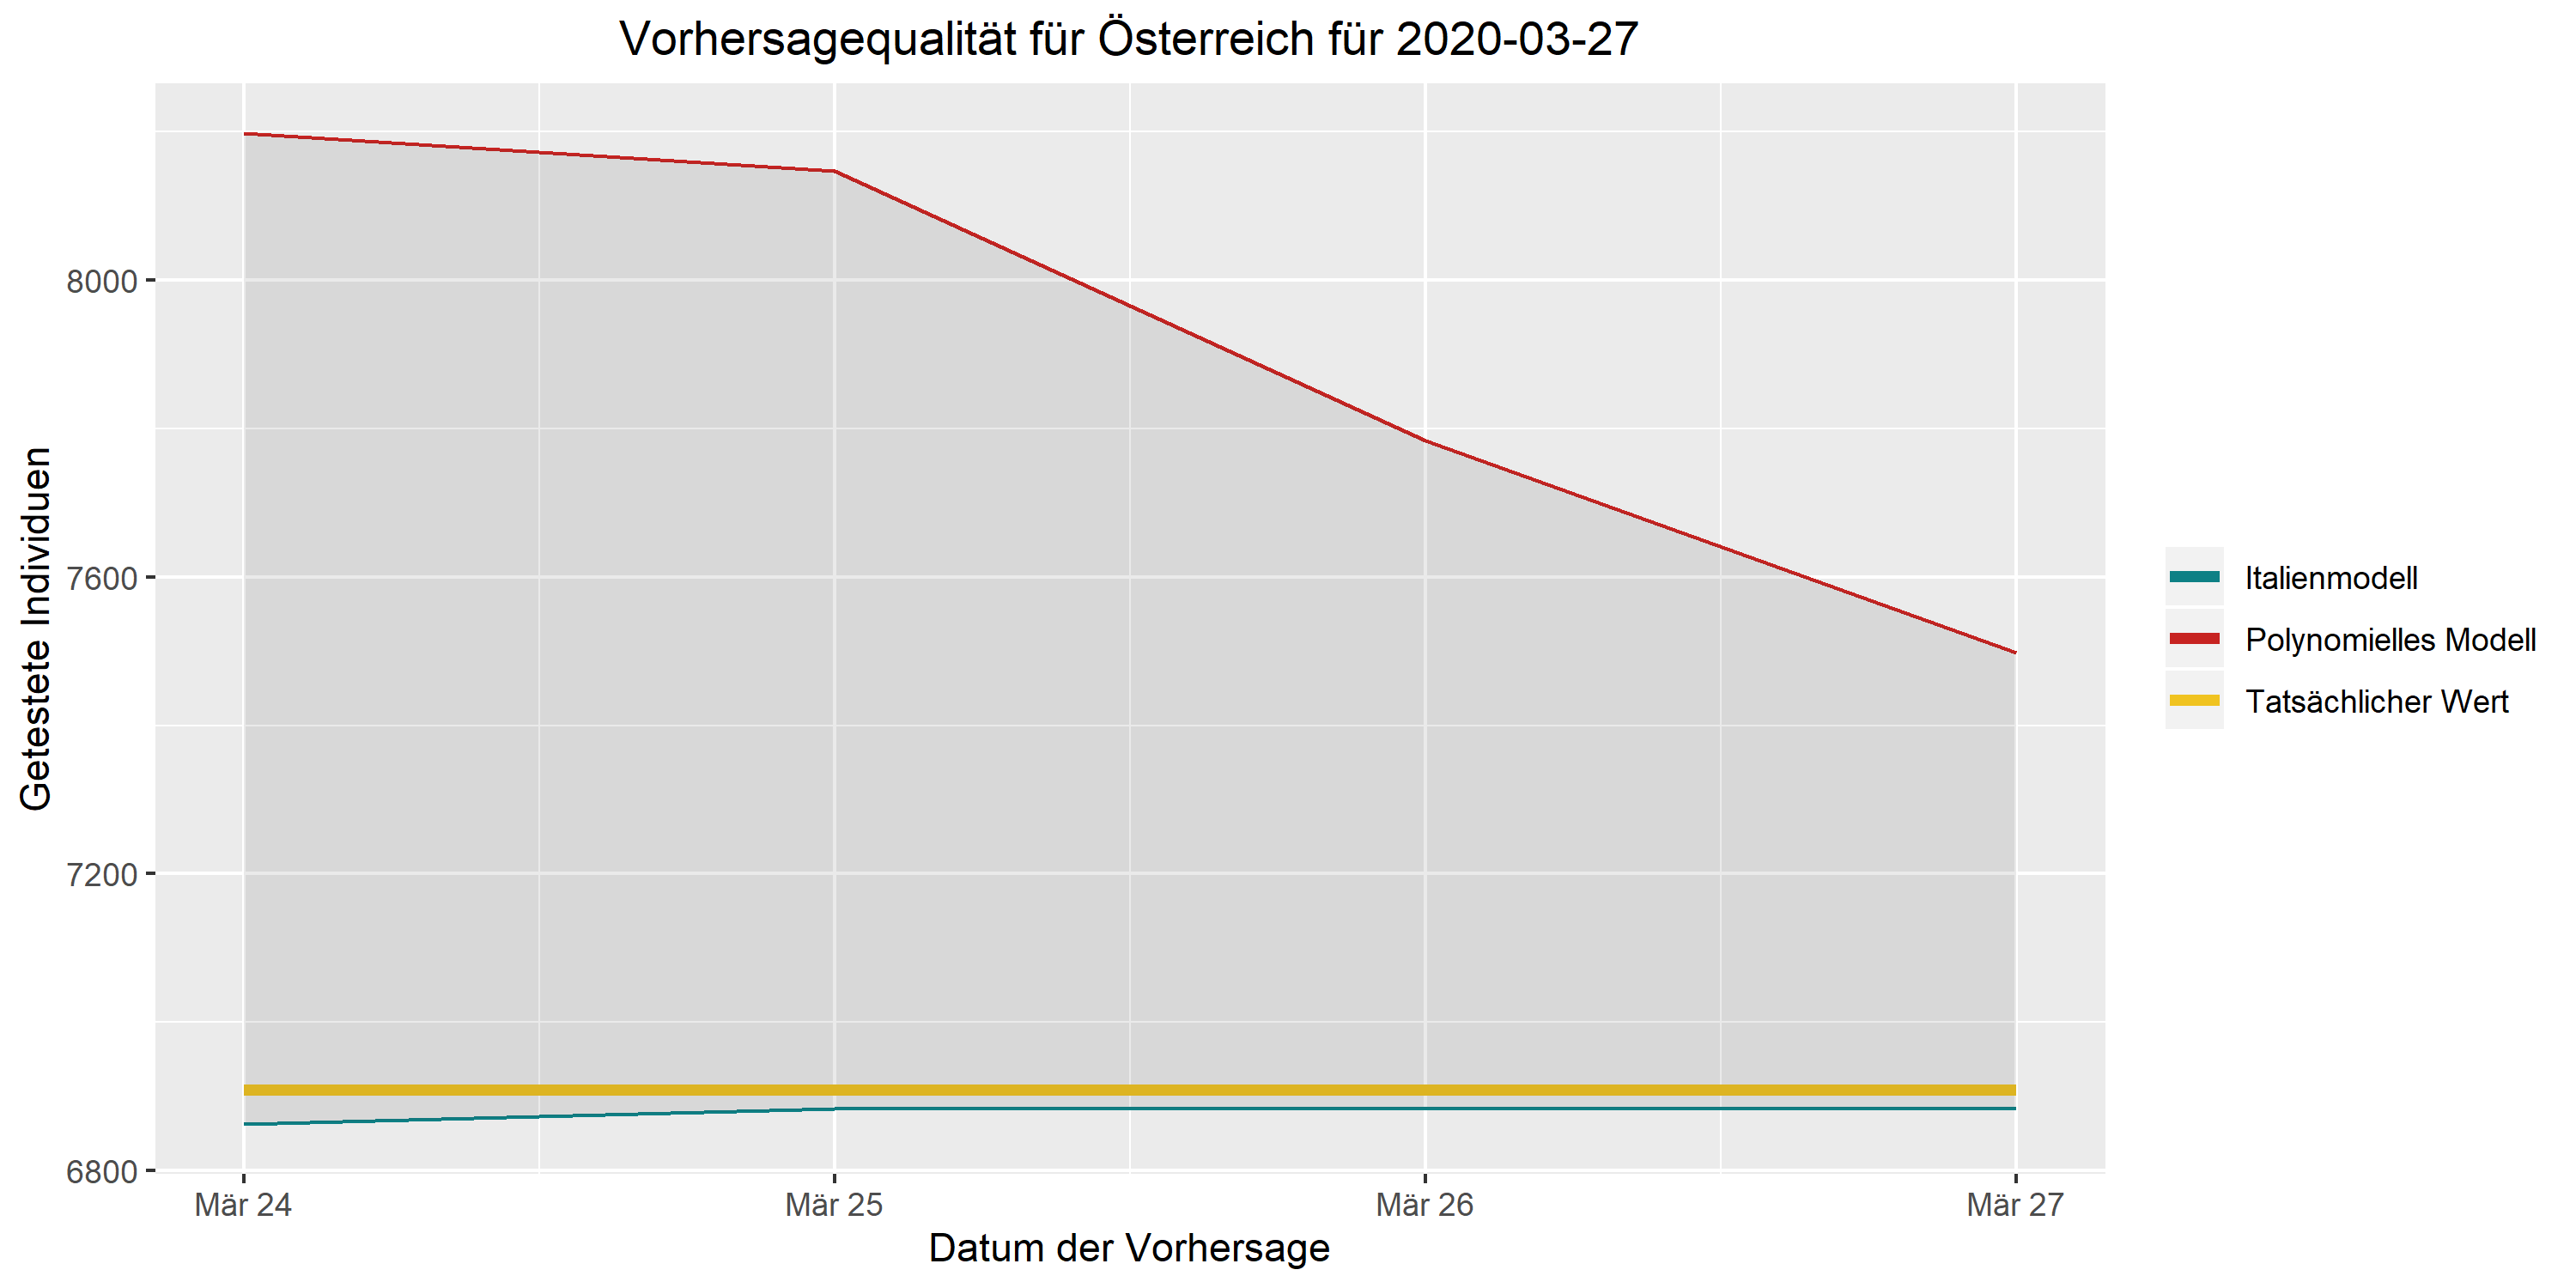 Vorhersagequalität für Österreich für 2020-03-27
Getestete Individuen
8000
7600
7200
6800
Mär 24
Mär 25
Mär 26
Mär 27
Datum der Vorhersage
Italienmodell
Polynomielles Modell
Tatsächlicher Wert